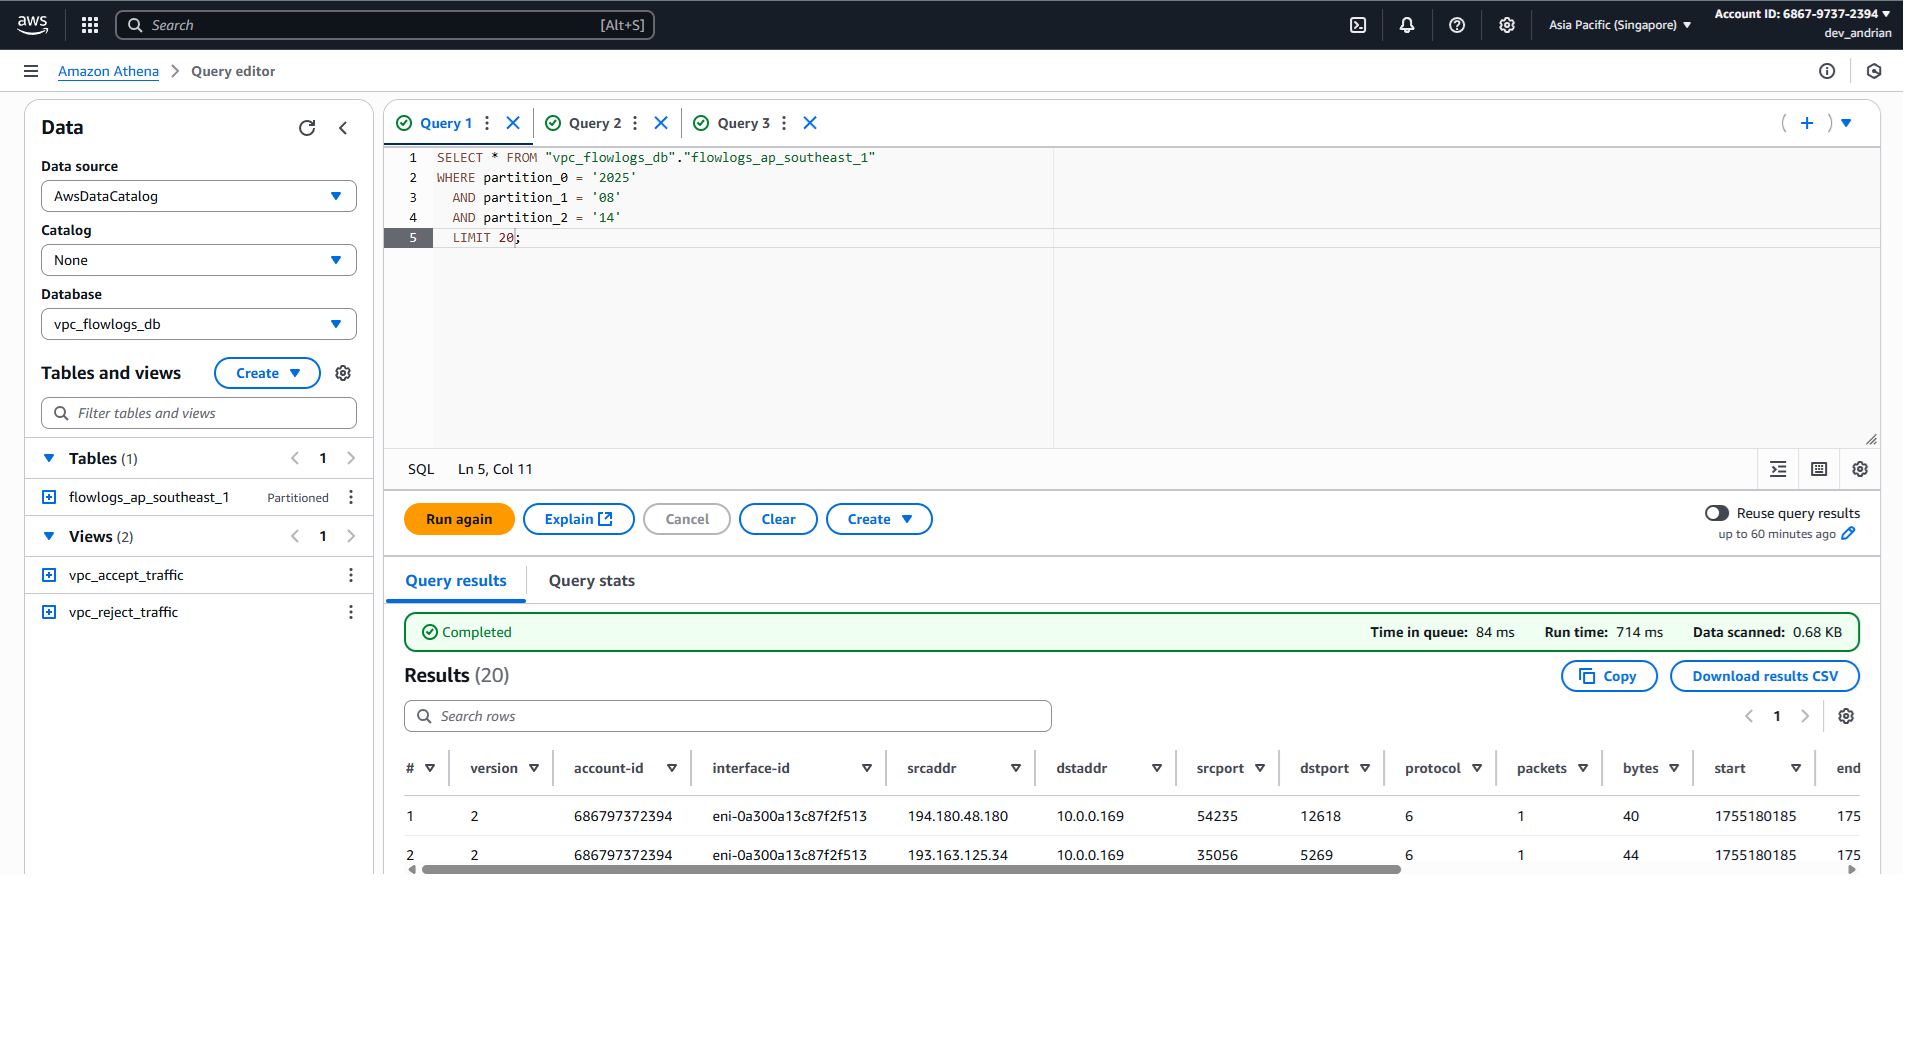 aws
Search
[Alt+S]
Asia Pacific (Singapore)
Account ID: 6867-9737-2394
dev_andrian
Amazon Athena
Query editor
Data
Data source
AwsDataCatalog
Catalog
None
Database
vpc_flowlogs_db
Tables and views
Create
Filter tables and views
Tables (1)
1
flowlogs_ap_southeast_1
Partitioned
Views (2)
1
vpc_accept_traffic
vpc_reject_traffic
Query 1
Query 2
Query 3
1 SELECT * FROM "vpc_flowlogs_db"."flowlogs_ap_southeast_1"
2 WHERE partition_0 = '2025'
3 AND partition_1 = '08'
4 AND partition_2 = '14'
5 LIMIT 20;
SQL
Ln 5, Col 11
Run again
Explain
Cancel
Clear
Create
Reuse query results
up to 60 minutes ago
Query results
Query stats
Completed
Time in queue: 84 ms
Run time: 714 ms
Data scanned: 0.68 KB
Results (20)
Copy
Download results CSV
Search rows
1
# version account-id interface-id srcaddr dstaddr srcport dstport protocol packets bytes start end
1 2 686797372394 eni-0a300a13c87f2f513 194.180.48.180 10.0.0.169 54235 12618 6 1 40 1755180185 175
2 2 686797372394 eni-0a300a13c87f2f513 193.163.125.34 10.0.0.169 35056 5269 6 1 44 1755180185 175